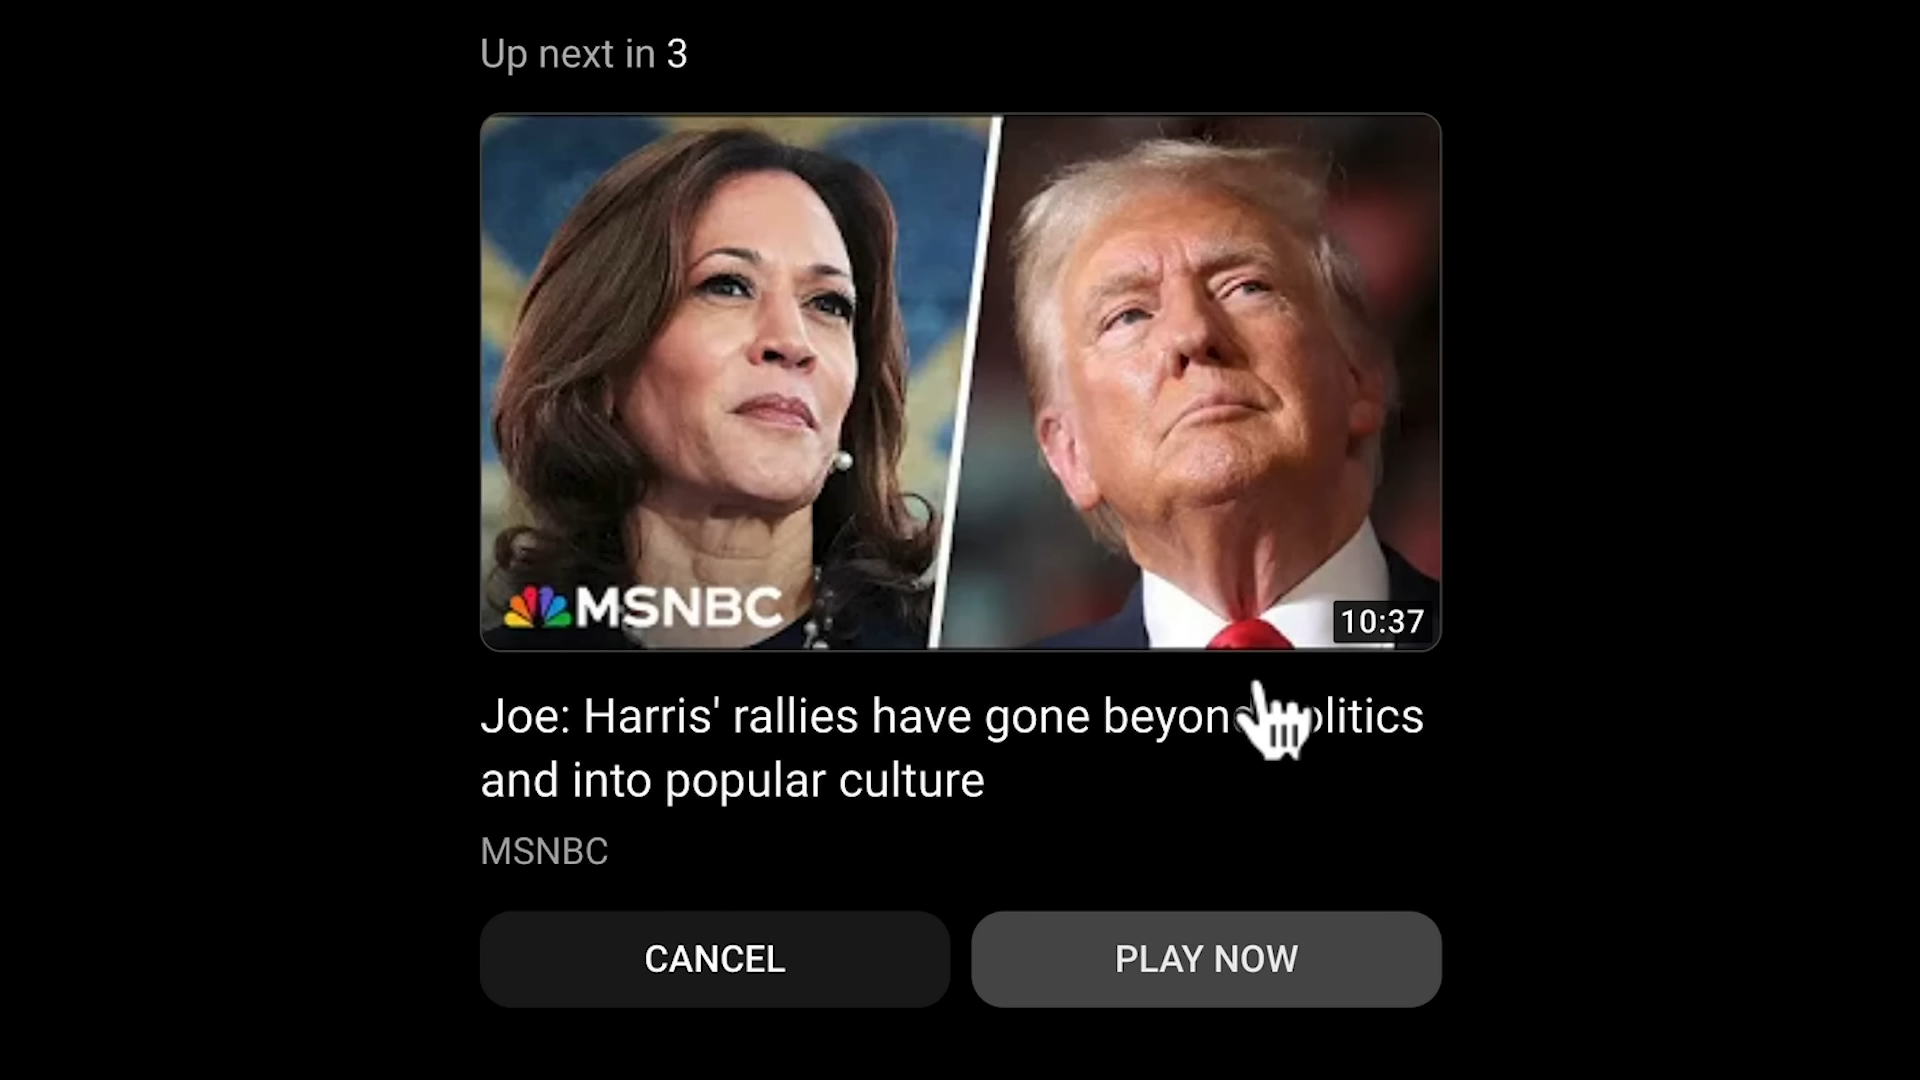 Up next in 3
MSNBC
10:37
Joe: Harris' rallies have gone litics
and into popular culture
MSNBC
CANCEL
PLAY NOW